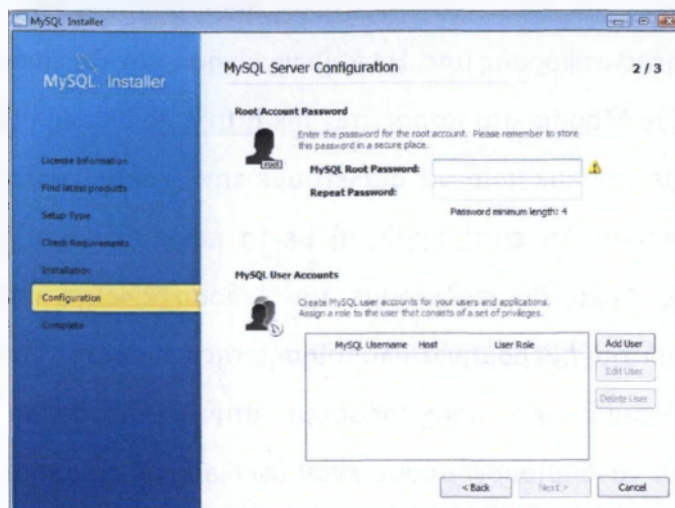 MySQL Installer
MySQL Installer
License Information
Find latest products
Setup Type
Check Requirements
Installation
Configuration
Complete
MySQL Server Configuration
2 / 3
Root Account Password
root
Enter the password for the root account. Please remember to store
this password in a secure place.
MySQL Root Password:
Repeat Password:
Password minimum length: 4
MySQL User Accounts
Create MySQL user accounts for your users and applications.
Assign a role to the user that consists of a set of privileges.
MySQL Username Host User Role
Add User
Edit User
Delete User
< Back
Next >
Cancel